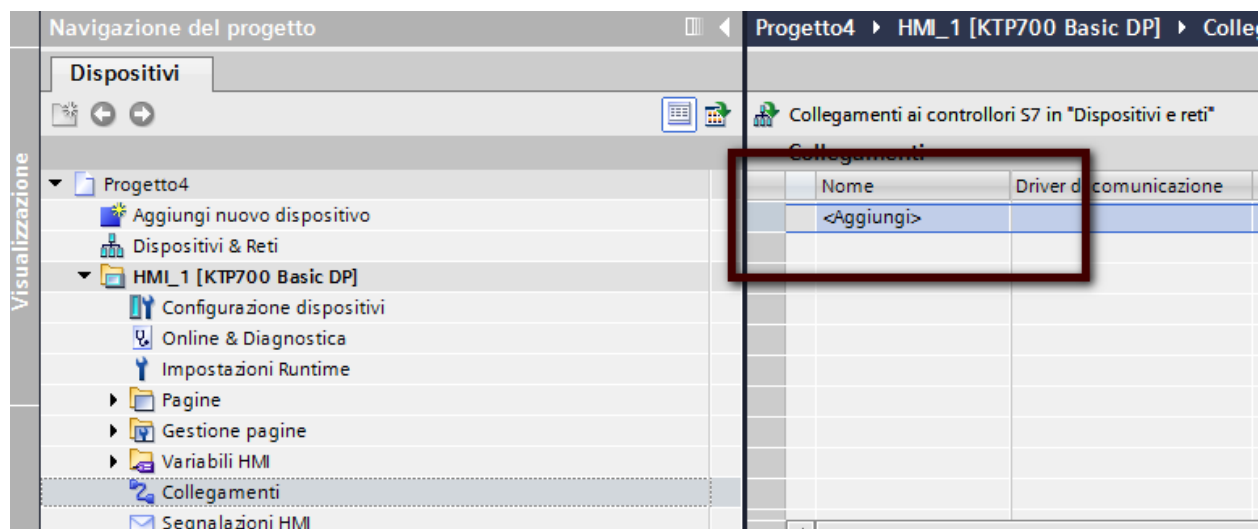 Navigazione del progetto
Progetto4 HMI_1 [KTP700 Basic DP] Colle
Dispositivi
Collegamenti ai controllori S7 in "Dispositivi e reti"
Visualizzazione
Collegamenti
Progetto4
Nome Driver di comunicazione
Aggiungi nuovo dispositivo
<Aggiungi>
Dispositivi & Reti
HMI_1 [KTP700 Basic DP]
Configurazione dispositivi
Online & Diagnostica
Impostazioni Runtime
Pagine
Gestione pagine
Variabili HMI
Collegamenti
Segnalazioni HMI